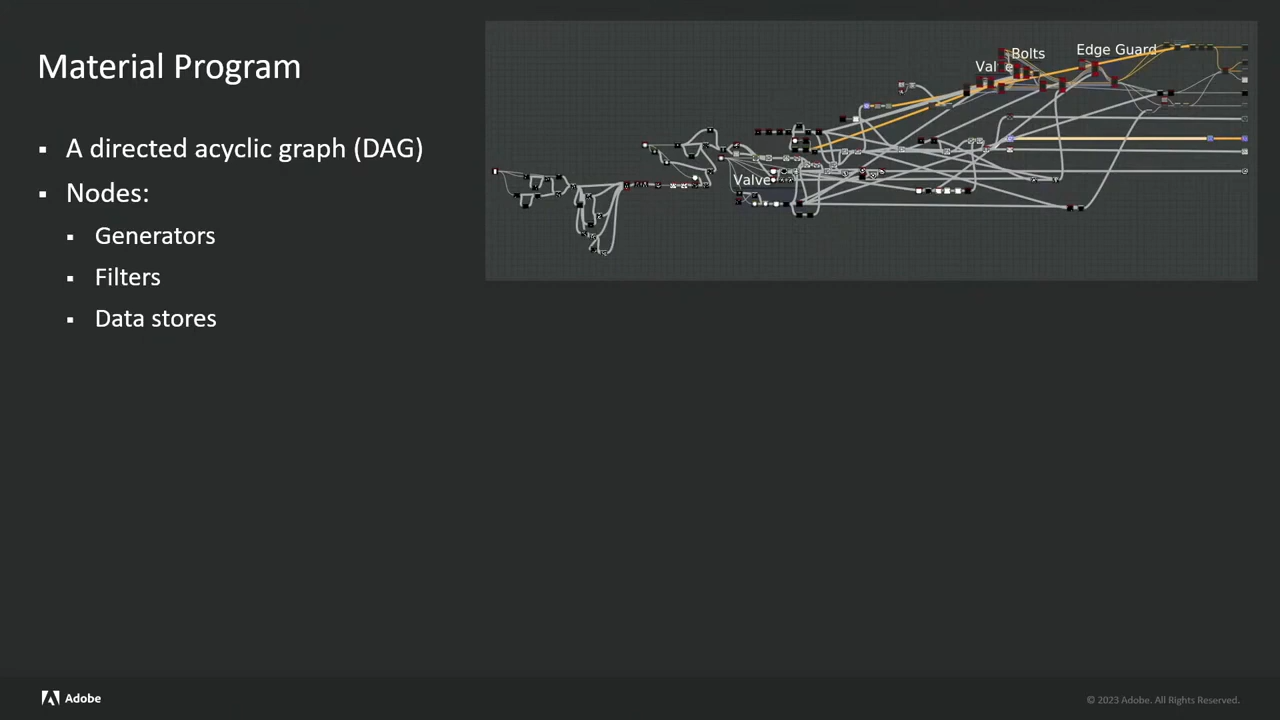 Material Program
▪ A directed acyclic graph (DAG)
▪ Nodes:
▪ Generators
▪ Filters
▪ Data stores
Bolts
Edge Guard
Valve
Valve
Adobe
© 2023 Adobe. All Rights Reserved.